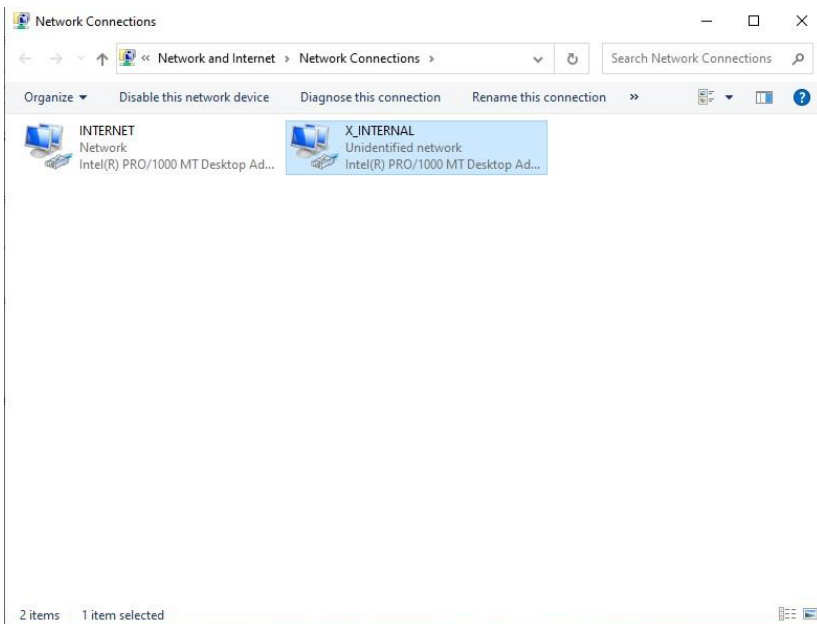 Network Connections
« Network and Internet › Network Connections ›
Search Network Connections
Organize Disable this network device Diagnose this connection Rename this connection »
INTERNET
Network
Intel(R) PRO/1000 MT Desktop Ad...
X_INTERNAL
Unidentified network
Intel(R) PRO/1000 MT Desktop Ad...
2 items 1 item selected